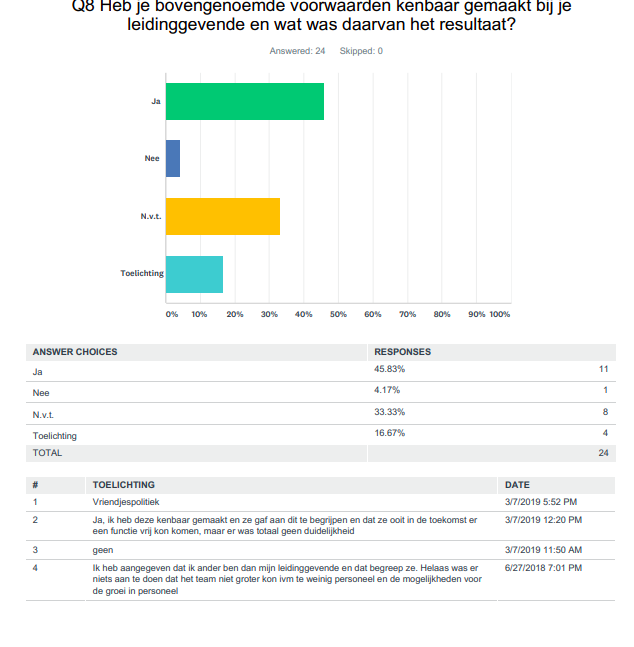 Q8 Heb je bovengenoemde voorwaarden kenbaar gemaakt bij je
leidinggevende en wat was daarvan het resultaat?
Answered: 24 Skipped: 0
Ja
Nee
N.v.t.
Toelichting
0% 10% 20% 30% 40% 50% 60% 70% 80% 90% 100%
ANSWER CHOICES RESPONSES
Ja 45.83% 11
Nee 4.17% 1
N.v.t. 33.33% 8
Toelichting 16.67% 4
TOTAL 24
# TOELICHTING DATE
1 Vriendjespolitiek 3/7/2019 5:52 PM
2 Ja, ik heb deze kenbaar gemaakt en ze gaf aan dit te begrijpen en dat ze ooit in de toekomst er 3/7/2019 12:20 PM
een functie vrij kon komen, maar er was totaal geen duidelijkheid
3 geen 3/7/2019 11:50 AM
4 Ik heb aangegeven dat ik ander ben dan mijn leidinggevende en dat begreep ze. Helaas was er 6/27/2018 7:01 PM
niets aan te doen dat het team niet groter kon ivm te weinig personeel en de mogelijkheden voor
de groei in personeel